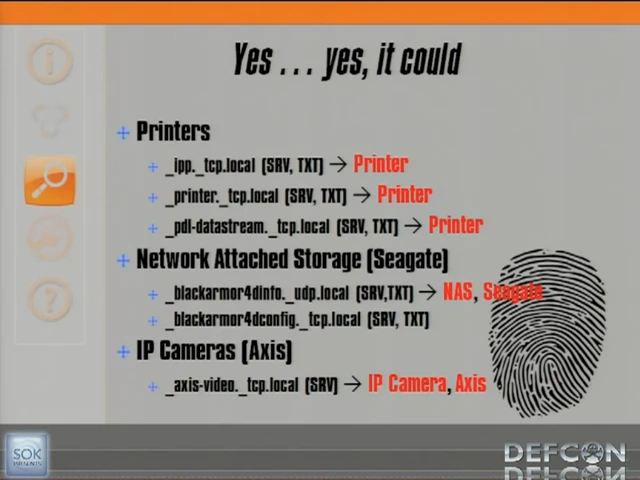 Yes . . . yes, it could
Printers
_ipp._tcp.local (SRV, TXT) → Printer
_printer._tcp.local (SRV, TXT) → Printer
_pdl-datastream._tcp.local (SRV, TXT) → Printer
Network Attached Storage (Seagate)
_blackarmor4dinfo._udp.local (SRV,TXT) → NAS, Seagate
_blackarmor4dconfig._tcp.local (SRV, TXT)
IP Cameras (Axis)
_axis-video._tcp.local (SRV) → IP Camera, Axis
SOK
DEFCON